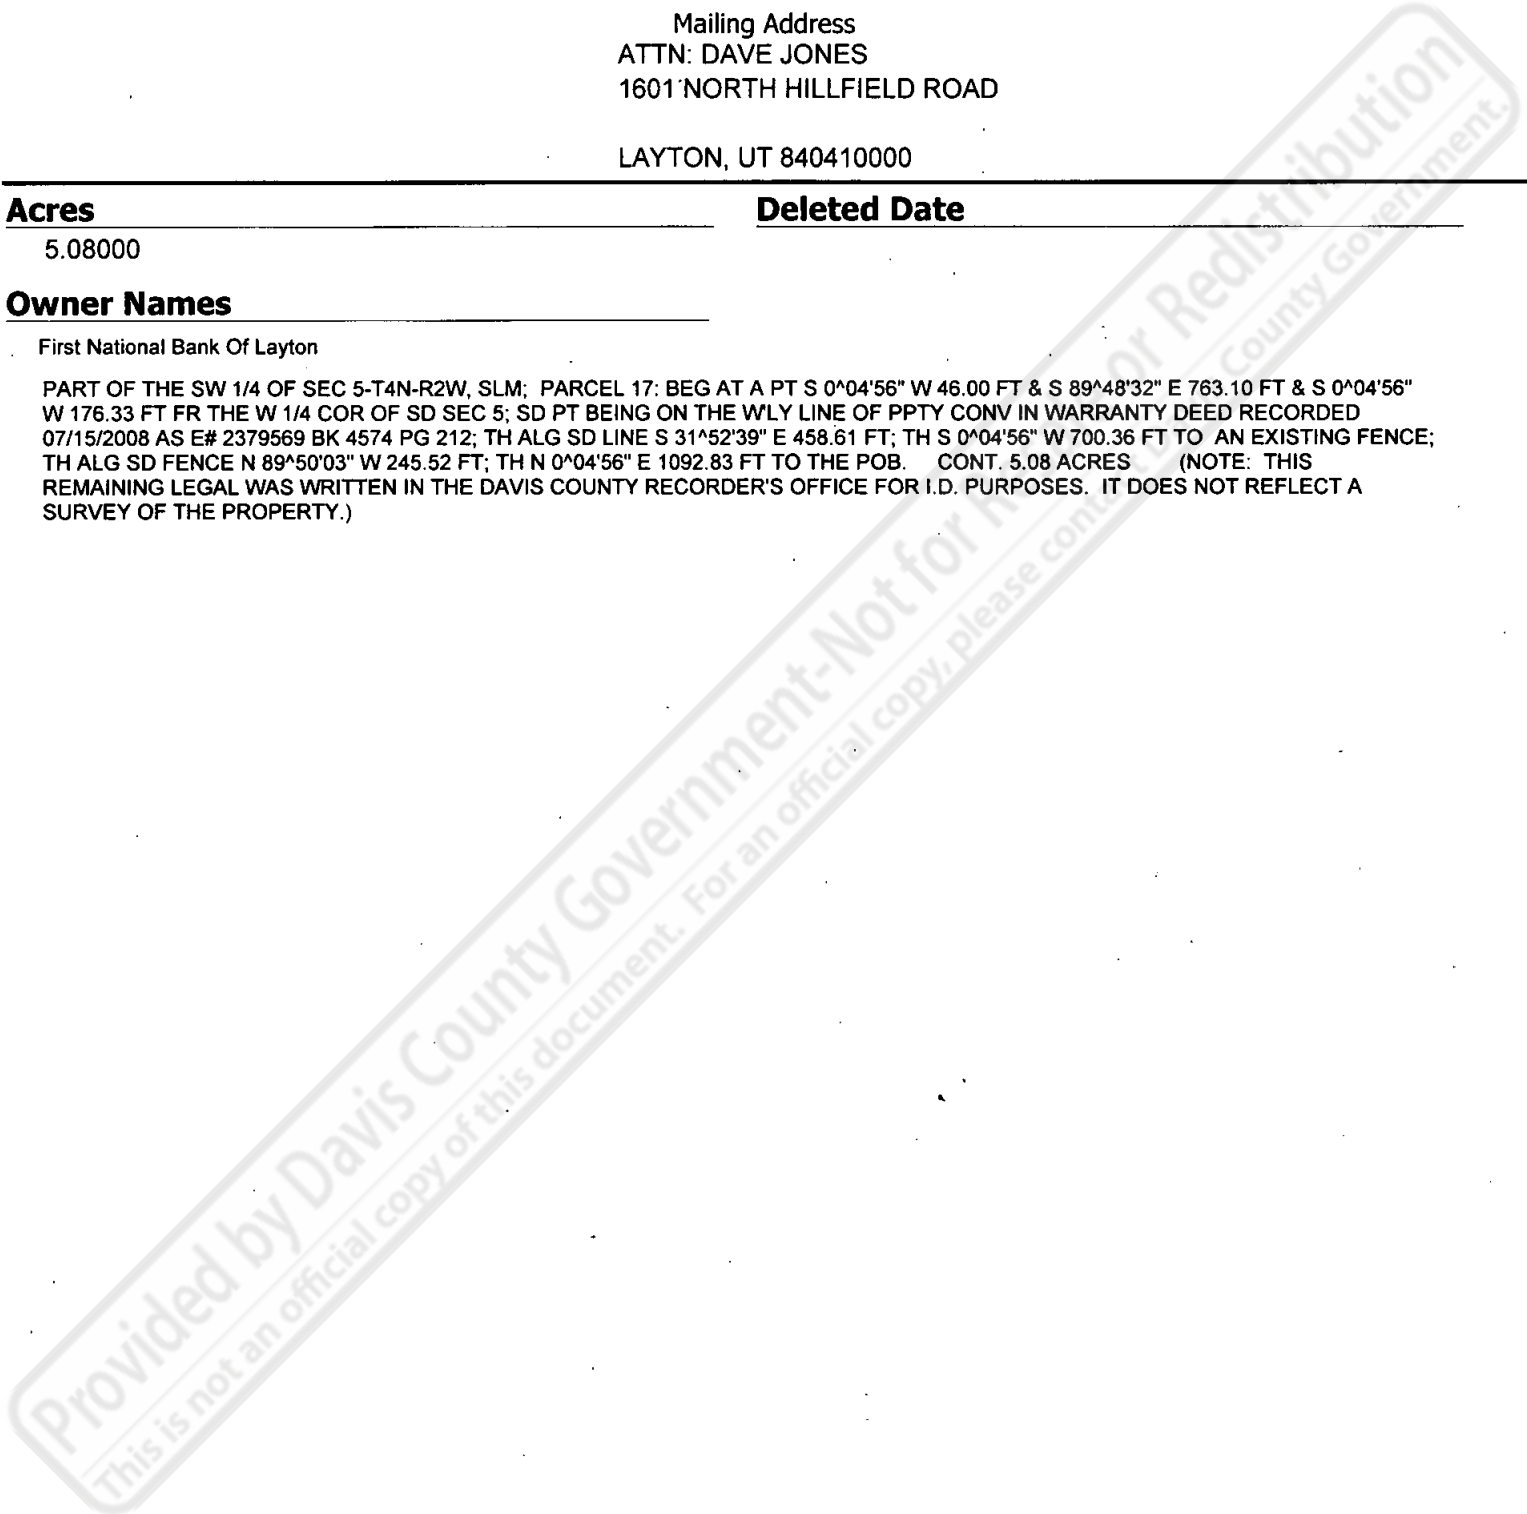 Mailing Address
ATTN: DAVE JONES
1601 NORTH HILLFIELD ROAD
LAYTON, UT 840410000
Acres
Deleted Date
5.08000
Owner Names
First National Bank Of Layton
PART OF THE SW 1/4 OF SEC 5-T4N-R2W, SLM; PARCEL 17: BEG AT A PT S 0^04'56" W 46.00 FT & S 89^48'32" E 763.10 FT & S 0^04'56"
W 176.33 FT FR THE W 1/4 COR OF SD SEC 5; SD PT BEING ON THE WLY LINE OF PPTY CONV IN WARRANTY DEED RECORDED
07/15/2008 AS E# 2379569 BK 4574 PG 212; TH ALG SD LINE S 31^52'39" E 458.61 FT; TH S 0^04'56" W 700.36 FT TO AN EXISTING FENCE;
TH ALG SD FENCE N 89^50'03" W 245.52 FT; TH N 0^04'56" E 1092.83 FT TO THE POB. CONT. 5.08 ACRES (NOTE: THIS
REMAINING LEGAL WAS WRITTEN IN THE DAVIS COUNTY RECORDER'S OFFICE FOR I.D. PURPOSES. IT DOES NOT REFLECT A
SURVEY OF THE PROPERTY.)
Provided by Davis County Government-Not for Resale or Redistribution
This is not an official copy of this document. For an official copy, please contact Davis County Government.